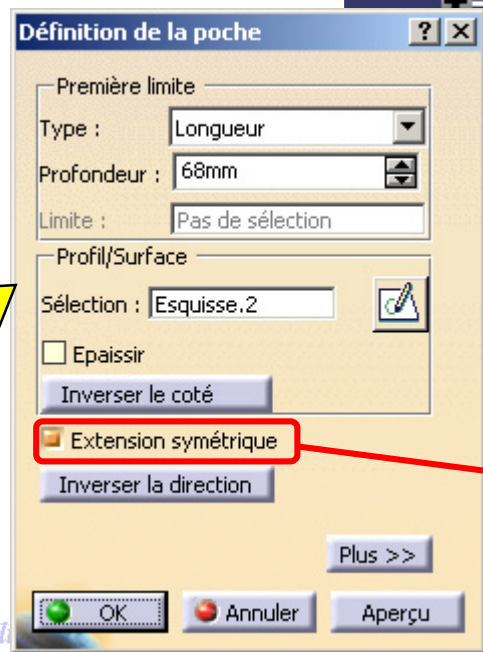 Définition de la poche
Première limite
Type : Longueur
Profondeur : 68mm
Limite : Pas de sélection
Profil/Surface
Sélection : Esquisse.2
Epaissir
Inverser le coté
Extension symétrique
Inverser la direction
Plus >>
OK Annuler Aperçu